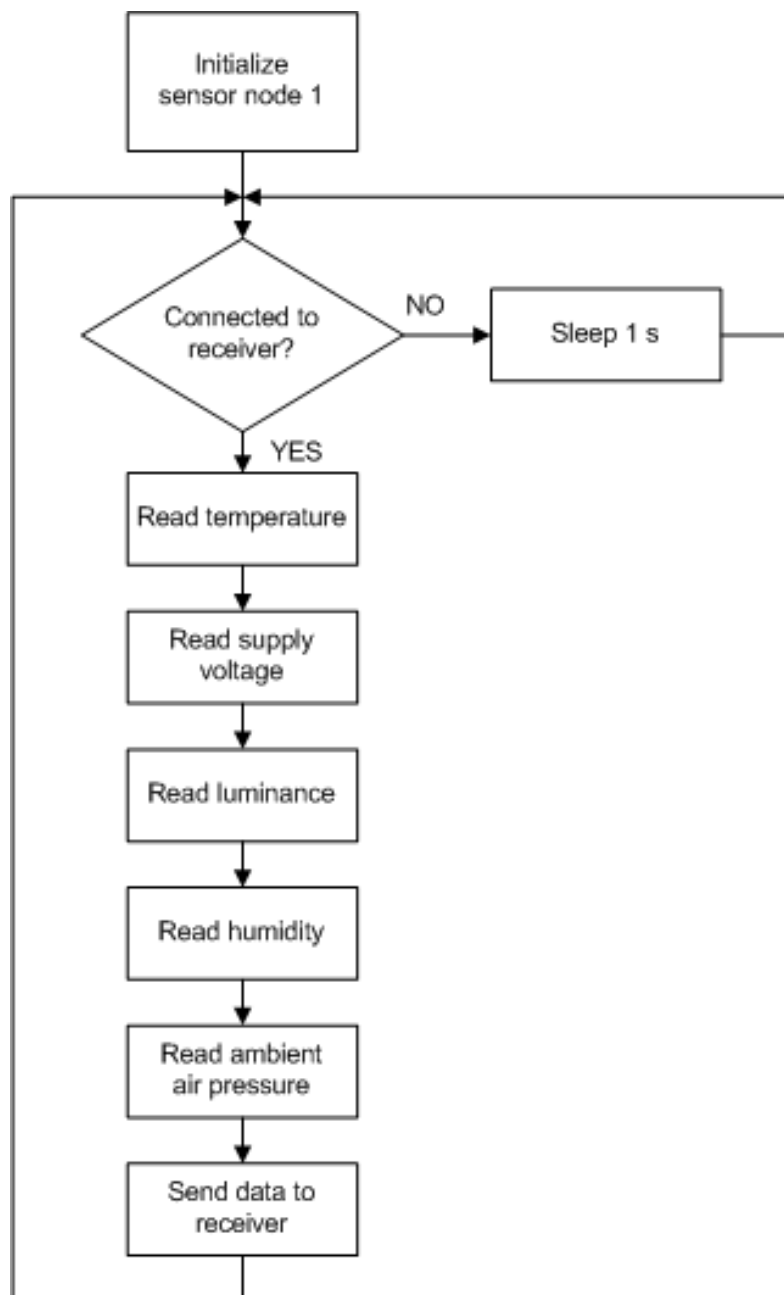 Initialize
sensor node 1
Connected to
receiver?
NO
Sleep 1 s
YES
Read temperature
Read supply
voltage
Read luminance
Read humidity
Read ambient
air pressure
Send data to
receiver